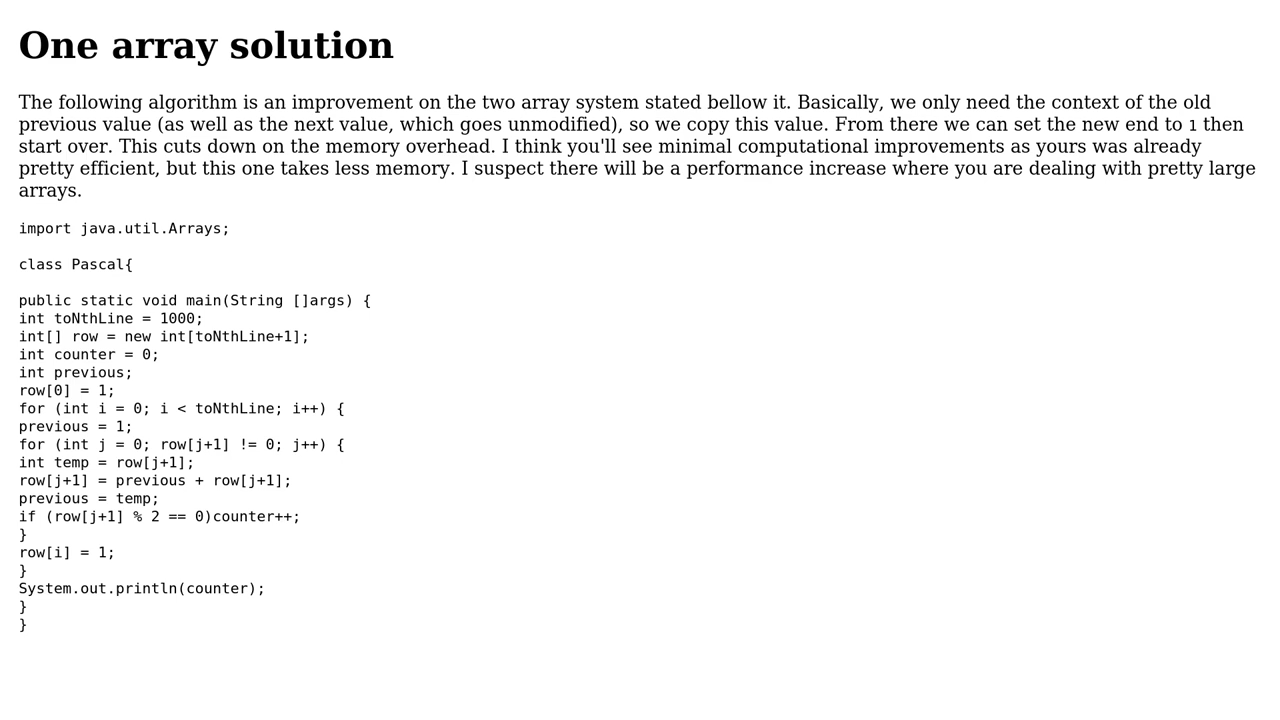 One array solution
The following algorithm is an improvement on the two array system stated bellow it. Basically, we only need the context of the old
previous value (as well as the next value, which goes unmodified), so we copy this value. From there we can set the new end to 1 then
start over. This cuts down on the memory overhead. I think you'll see minimal computational improvements as yours was already
pretty efficient, but this one takes less memory. I suspect there will be a performance increase where you are dealing with pretty large
arrays.
import java.util.Arrays;
class Pascal{
public static void main(String []args) {
int toNthLine = 1000;
int[] row = new int[toNthLine+1];
int counter = 0;
int previous;
row[0] = 1;
for (int i = 0; i < toNthLine; i++) {
previous = 1;
for (int j = 0; row[j+1] != 0; j++) {
int temp = row[j+1];
row[j+1] = previous + row[j+1];
previous = temp;
if (row[j+1] % 2 == 0)counter++;
}
row[i] = 1;
}
System.out.println(counter);
}
}